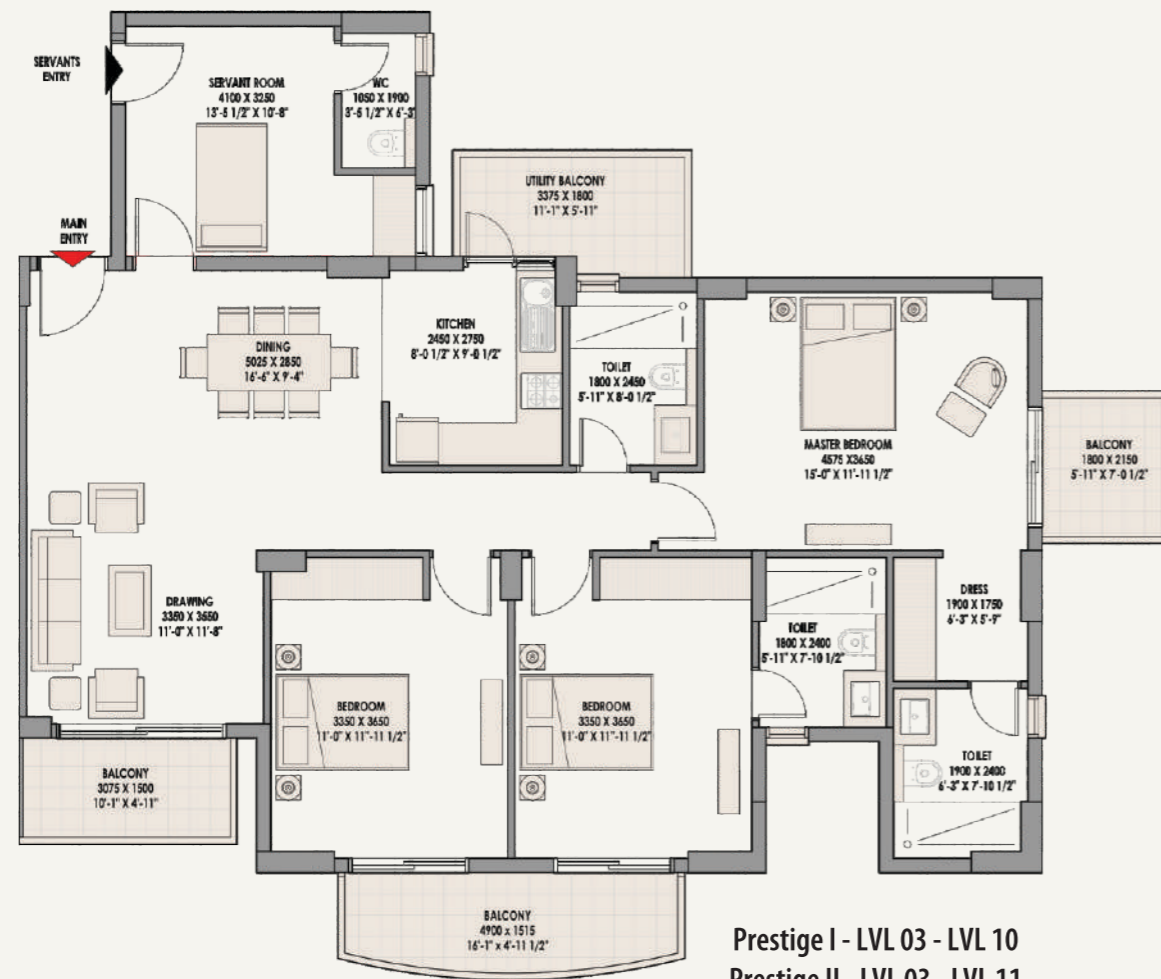 SERVANTS
ENTRY
SERVANT ROOM
4100 X 3250
13'-5 1/2" X 10'-8"
WC
1050 X 1900
3'-5 1/2" X 6'-3"
MAIN
ENTRY
UTILITY BALCONY
3375 X 1800
11'-1" X 5'-11"
DINING
5025 X 2850
16'-6" X 9'-4"
KITCHEN
2450 X 2750
8'-0 1/2" X 9'-0 1/2"
TOILET
1800 X 2450
5'-11" X 8'-0 1/2"
MASTER BEDROOM
4575 X3650
15'-0" X 11'-11 1/2"
BALCONY
1800 X 2150
5'-11" X 7'-0 1/2"
DRAWING
3350 X 3550
11'-0" X 11'-8"
BEDROOM
3350 X 3650
11'-0" X 11"-11 1/2"
BEDROOM
3350 X 3650
11'-0" X 11"-11 1/2"
TOILET
1800 X 2400
5'-11" X 7'-10 1/2"
DRESS
1900 X 1750
6'-3" X 5'-9"
TOILET
1900 X 2400
6'-3" X 7'-10 1/2"
BALCONY
3075 X 1500
10'-1" X 4'-11"
BALCONY
4900 X 1515
16'-1" X 4'-11 1/2"
Prestige I - LVL 03 - LVL 10
Prestige II - LVL 03 - LVL 11